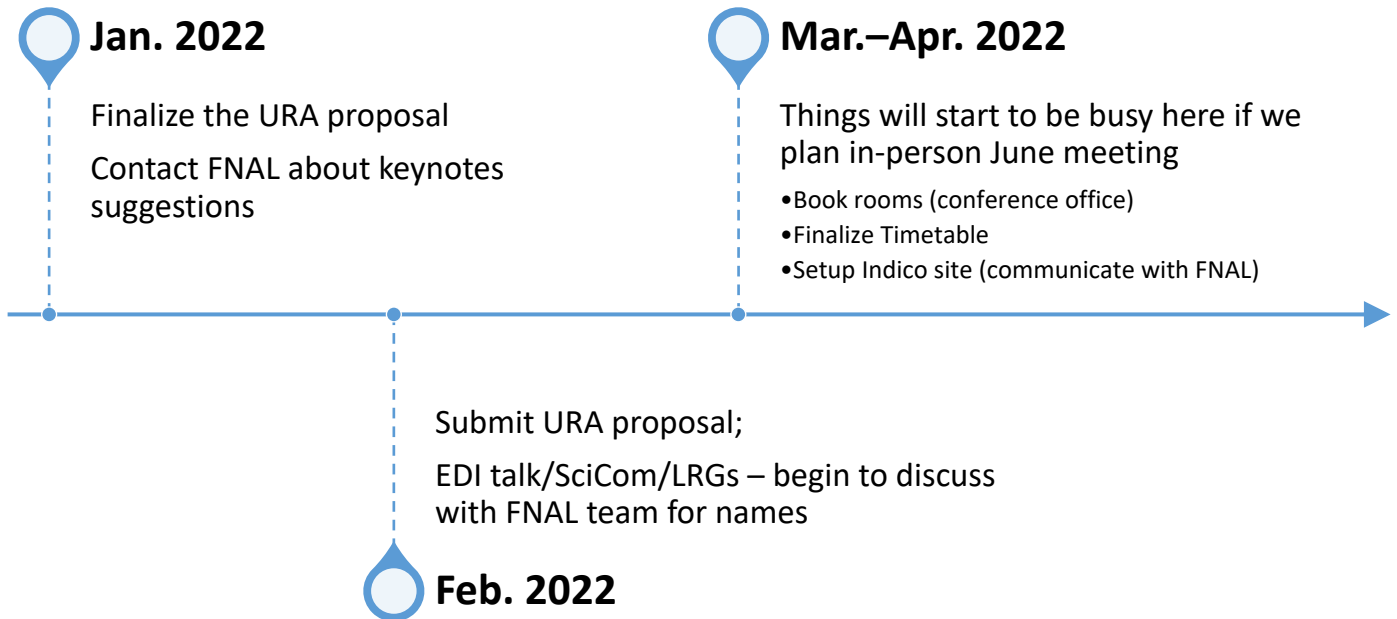 Jan. 2022
Finalize the URA proposal
Contact FNAL about keynotes
suggestions
Submit URA proposal;
EDI talk/SciCom/LRGs – begin to discuss
with FNAL team for names
Feb. 2022
Mar.–Apr. 2022
Things will start to be busy here if we
plan in-person June meeting
•Book rooms (conference office)
•Finalize Timetable
•Setup Indico site (communicate with FNAL)